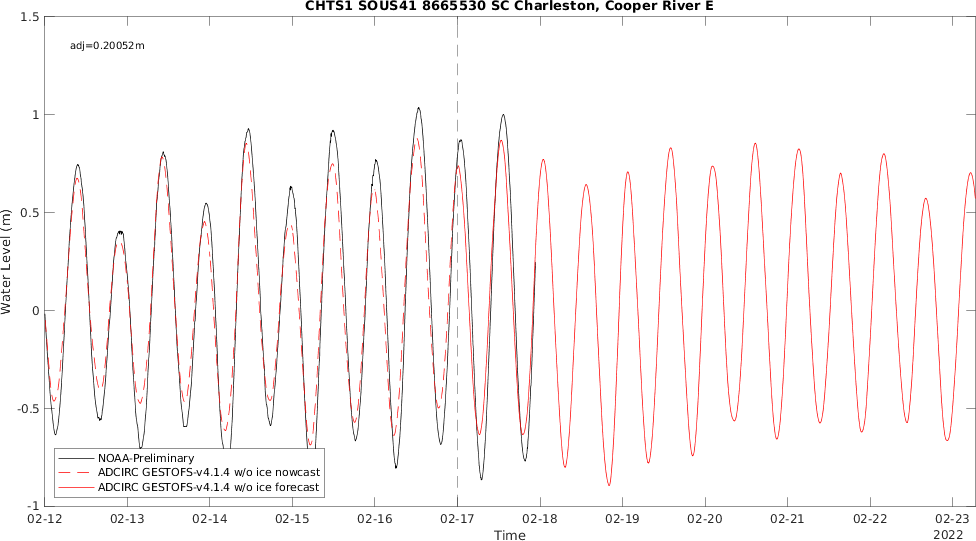 CHTS1 SOUS41 8665530 SC Charleston, Cooper River E
1.5
adj=0.20052m
1
0.5
Water Level (m)
0
-0.5
NOAA-Preliminary
ADCIRC GESTOFS-v4.1.4 w/o ice nowcast
ADCIRC GESTOFS-v4.1.4 w/o ice forecast
-1
02-12 02-13 02-14 02-15 02-16 02-17 02-18 02-19 02-20 02-21 02-22 02-23
Time
2022